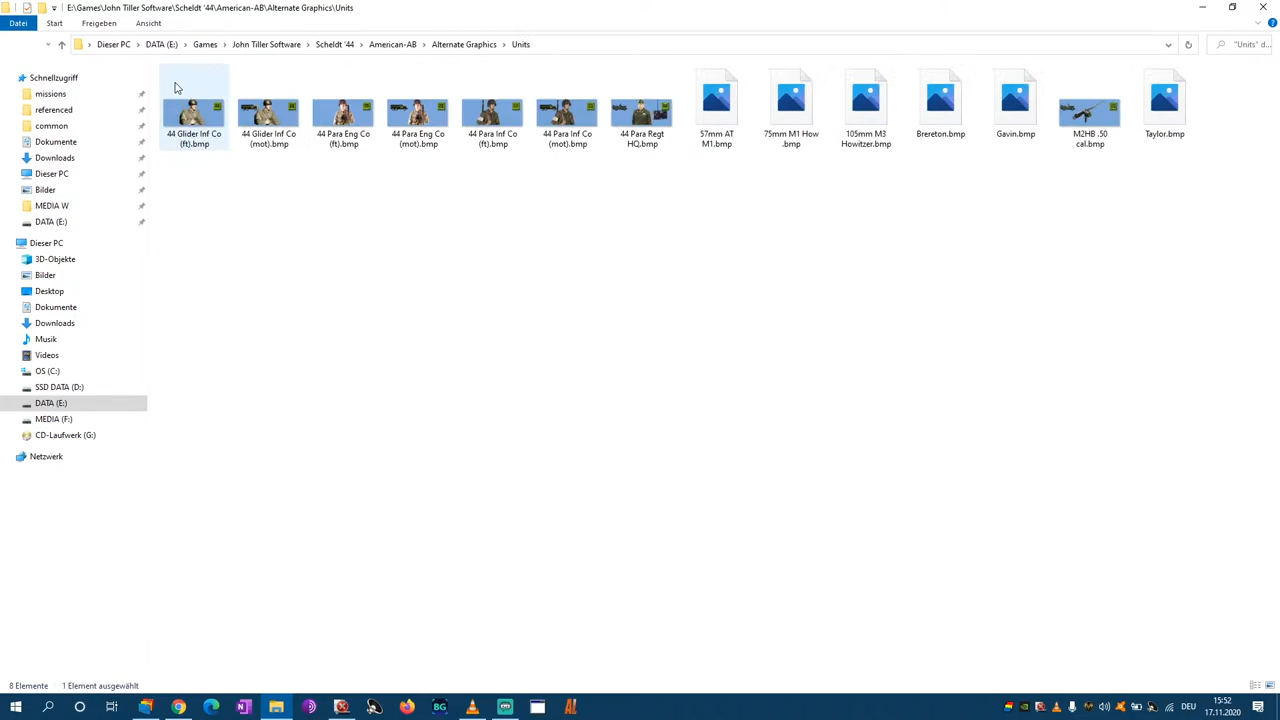 E:\Games\John Tiller Software\Scheldt '44\American-AB\Alternate Graphics\Units
Datei Start Freigeben Ansicht
Dieser PC > DATA (E:) > Games > John Tiller Software > Scheldt '44 > American-AB > Alternate Graphics > Units
"Units" d...
Schnellzugriff
missions
referenced
common
Dokumente
Downloads
Dieser PC
Bilder
MEDIA W
DATA (E:)
Dieser PC
3D-Objekte
Bilder
Desktop
Dokumente
Downloads
Musik
Videos
OS (C:)
SSD DATA (D:)
DATA (E:)
MEDIA (F:)
CD-Laufwerk (G:)
Netzwerk
44 Glider Inf Co
(ft).bmp
44 Glider Inf Co
(mot).bmp
44 Para Eng Co
(ft).bmp
44 Para Eng Co
(mot).bmp
44 Para Inf Co
(ft).bmp
44 Para Inf Co
(mot).bmp
44 Para Regt
HQ.bmp
57mm AT
M1.bmp
75mm M1 How
.bmp
105mm M3
Howitzer.bmp
Brereton.bmp
Gavin.bmp
M2HB .50
cal.bmp
Taylor.bmp
8 Elemente 1 Element ausgewählt
DEU
15:52
17.11.2020